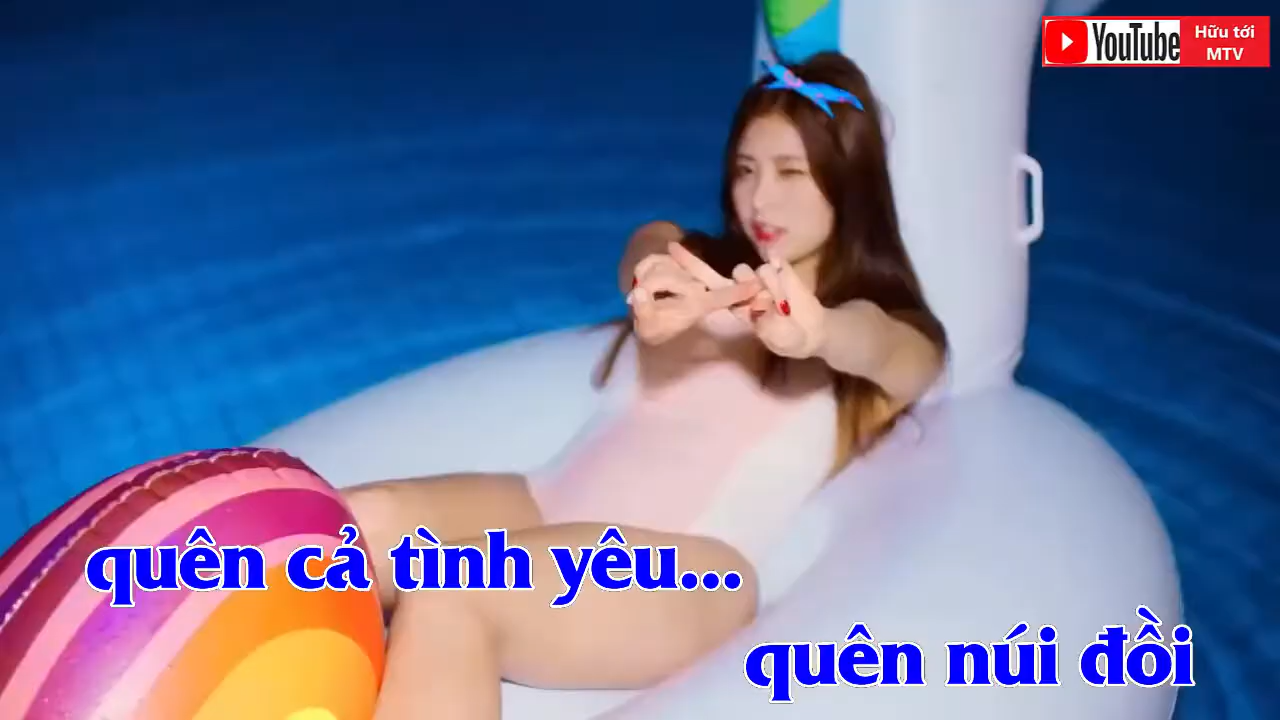 YouTube
Hữu tới
MTV
quên cả tình yêu...
quên núi đồi